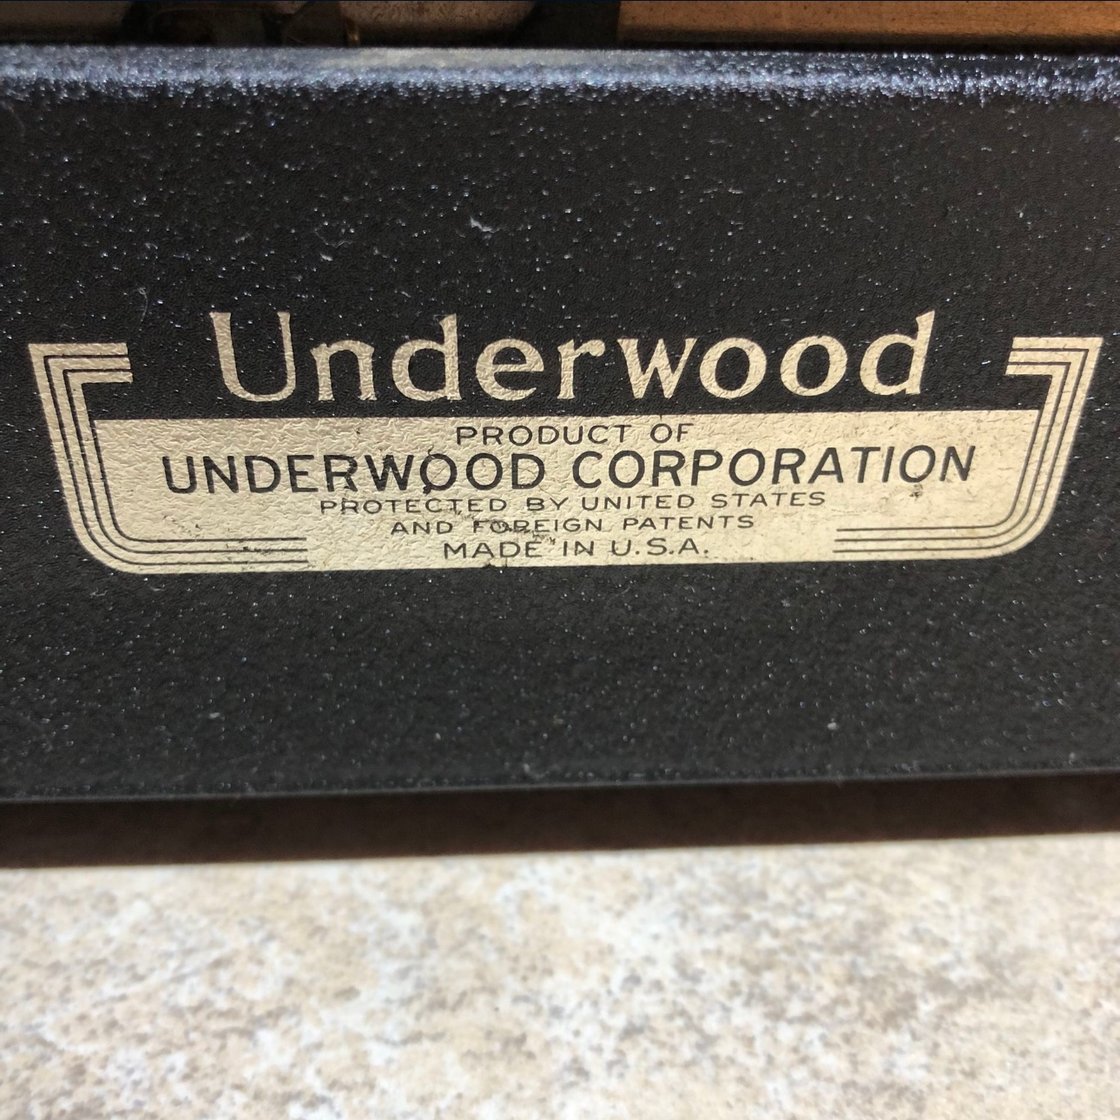 Underwood
PRODUCT OF
UNDERWOOD CORPORATION
PROTECTED BY UNITED STATES
AND FOREIGN PATENTS
MADE IN U.S.A.